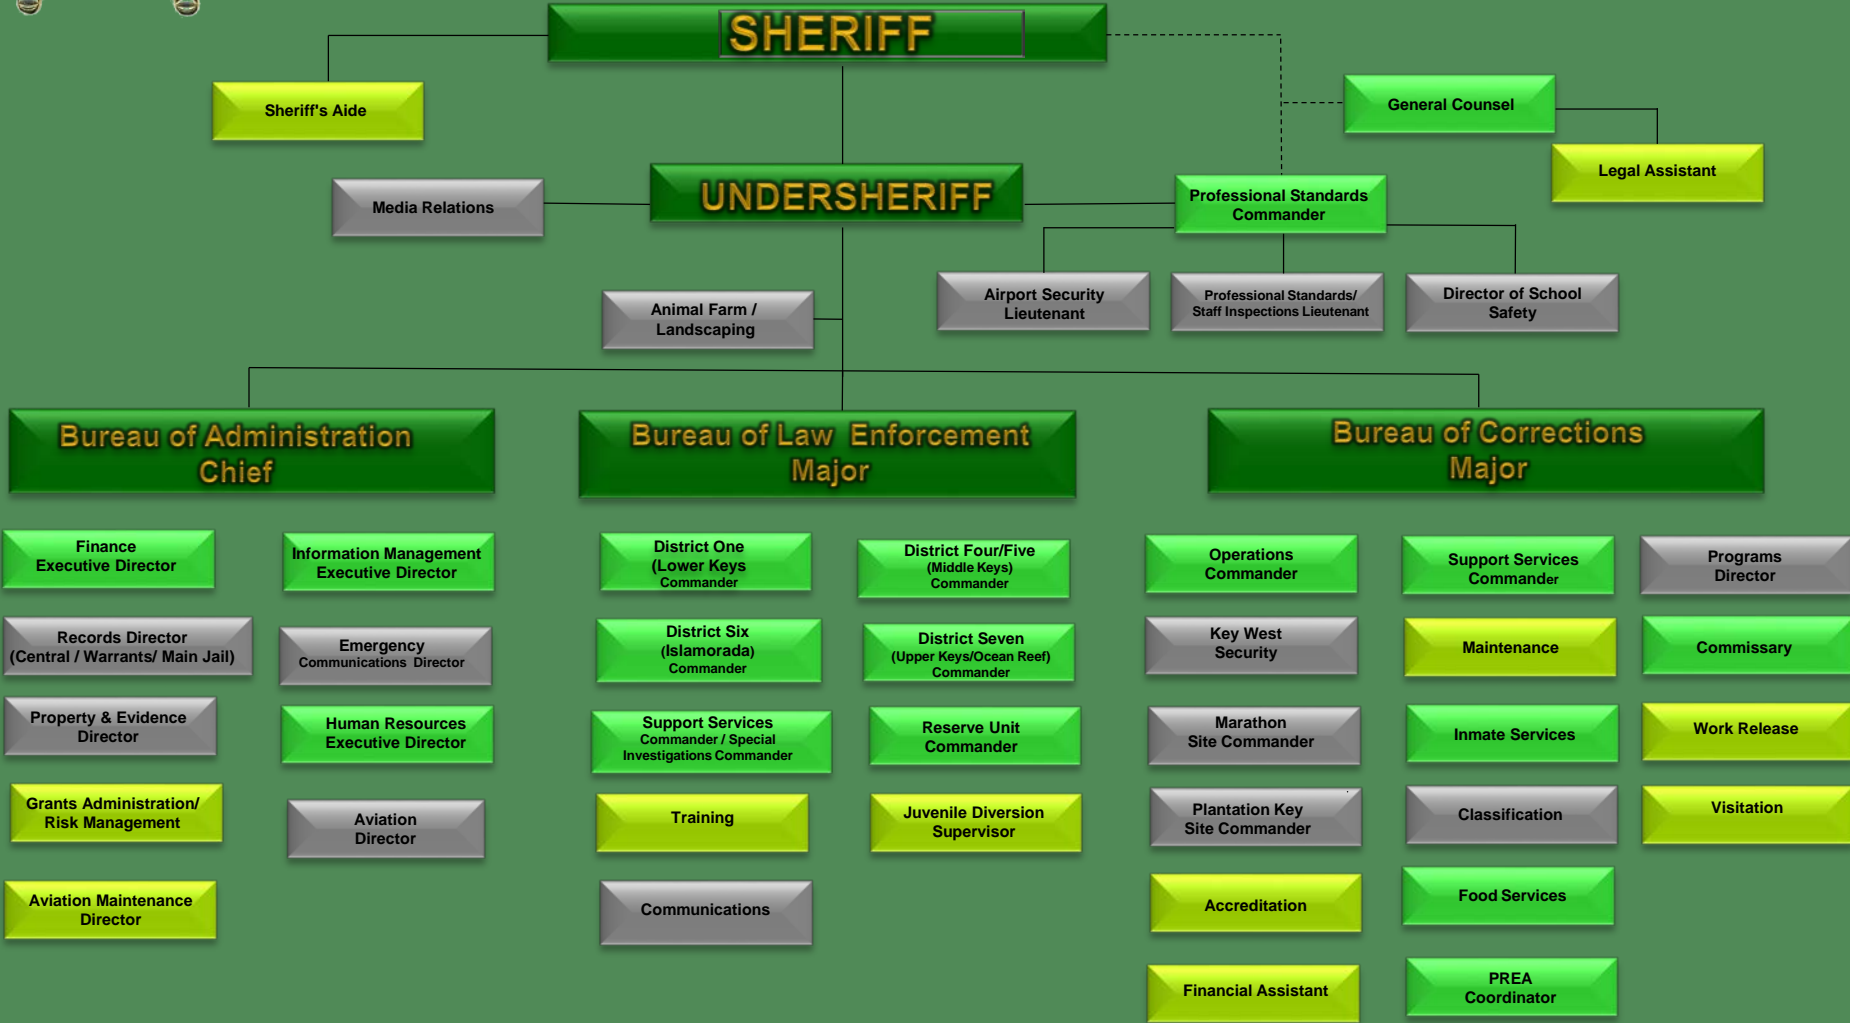 SHERIFF
Sheriff's Aide
General Counsel
Legal Assistant
Media Relations
UNDERSHERIFF
Professional Standards
Commander
Animal Farm /
Landscaping
Airport Security
Lieutenant
Professional Standards/
Staff Inspections Lieutenant
Director of School
Safety
Bureau of Administration
Chief
Bureau of Law Enforcement
Major
Bureau of Corrections
Major
Finance
Executive Director
Information Management
Executive Director
Records Director
(Central / Warrants/ Main Jail)
Emergency
Communications Director
Property & Evidence
Director
Human Resources
Executive Director
Grants Administration/
Risk Management
Aviation
Director
Aviation Maintenance
Director
District One
(Lower Keys
Commander
District Four/Five
(Middle Keys)
Commander
District Six
(Islamorada)
Commander
District Seven
(Upper Keys/Ocean Reef)
Commander
Support Services
Commander / Special
Investigations Commander
Reserve Unit
Commander
Training
Juvenile Diversion
Supervisor
Communications
Operations
Commander
Support Services
Commander
Programs
Director
Key West
Security
Maintenance
Commissary
Marathon
Site Commander
Inmate Services
Work Release
Plantation Key
Site Commander
Classification
Visitation
Accreditation
Food Services
Financial Assistant
PREA
Coordinator